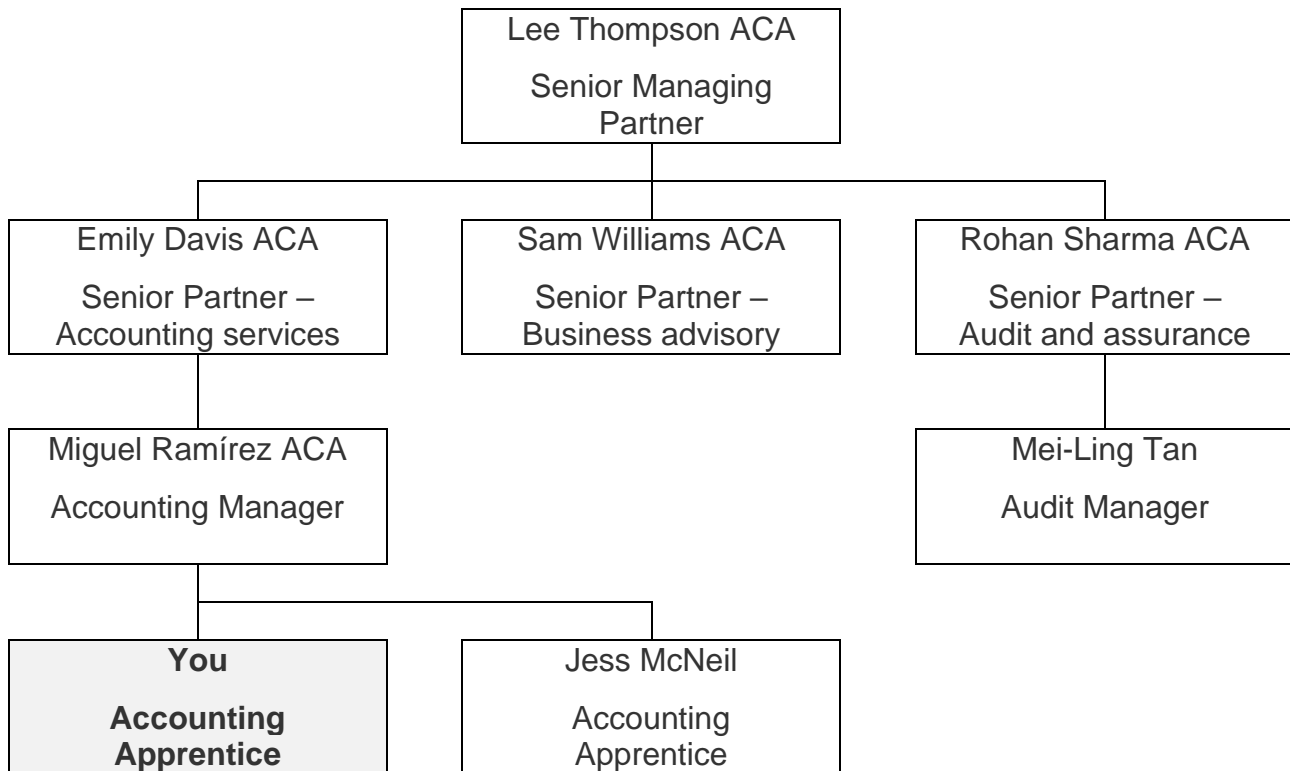 Lee Thompson ACA
Senior Managing
Partner
Emily Davis ACA
Senior Partner –
Accounting services
Sam Williams ACA
Senior Partner –
Business advisory
Rohan Sharma ACA
Senior Partner –
Audit and assurance
Miguel Ramírez ACA
Accounting Manager
Mei-Ling Tan
Audit Manager
You
Accounting
Apprentice
Jess McNeil
Accounting
Apprentice